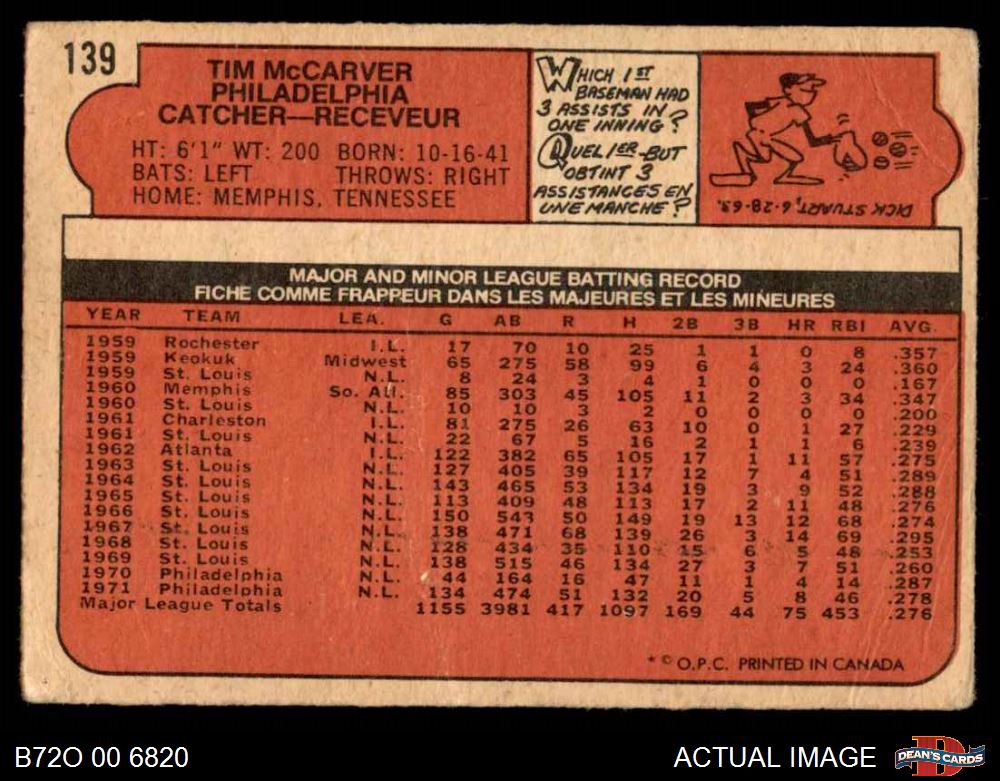 139
TIM McCARVER
PHILADELPHIA
CATCHER—RECEVEUR
HT: 6'1" WT: 200 BORN: 10-16-41
BATS: LEFT THROWS: RIGHT
HOME: MEMPHIS, TENNESSEE
WHICH 1ST
BASEMAN HAD
3 ASSISTS IN
ONE INNING?
QUEL 1ER-BUT
OBTINT 3
ASSISTANCES EN
UNE MANCHE?
DICK STUART, 6-28-63.
MAJOR AND MINOR LEAGUE BATTING RECORD
FICHE COMME FRAPPEUR DANS LES MAJEURES ET LES MINEURES
YEAR TEAM LEA. G AB R H 2B 3B HR RBI AVG.
1959 Rochester I.L. 17 70 10 25 1 1 0 8 .357
1959 Keokuk Midwest 65 275 58 99 6 4 3 24 .360
1959 St. Louis N.L. 8 24 3 4 1 0 0 0 .167
1960 Memphis So. All. 85 303 45 105 11 2 3 34 .347
1960 St. Louis N.L. 10 10 3 2 0 0 0 0 .200
1961 Charleston I.L. 81 275 26 63 10 0 1 27 .229
1961 St. Louis N.L. 22 67 5 16 2 1 1 6 .239
1962 Atlanta I.L. 122 382 65 105 17 1 11 57 .275
1963 St. Louis N.L. 127 405 39 117 12 7 4 51 .289
1964 St. Louis N.L. 143 465 53 134 19 3 9 52 .288
1965 St. Louis N.L. 113 409 48 113 17 2 11 48 .276
1966 St. Louis N.L. 150 543 50 149 19 13 12 68 .274
1967 St. Louis N.L. 138 471 68 139 26 3 14 69 .295
1968 St. Louis N.L. 128 434 35 110 15 6 5 48 .253
1969 St. Louis N.L. 138 515 46 134 27 3 7 51 .260
1970 Philadelphia N.L. 44 164 16 47 11 1 4 14 .287
1971 Philadelphia N.L. 134 474 51 132 20 5 8 46 .278
Major League Totals 1155 3981 417 1097 169 44 75 453 .276
* © O.P.C. PRINTED IN CANADA
B72O 00 6820
ACTUAL IMAGE
D
DEAN'S CARDS